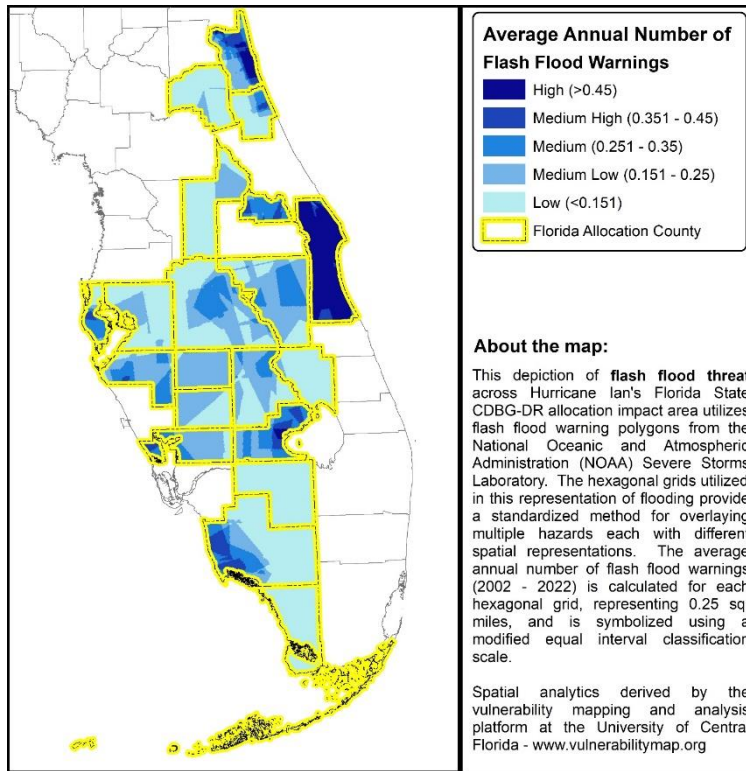 Average Annual Number of
Flash Flood Warnings
High (>0.45)
Medium High (0.351 - 0.45)
Medium (0.251 - 0.35)
Medium Low (0.151 - 0.25)
Low (<0.151)
Florida Allocation County
About the map:
This depiction of flash flood threat
across Hurricane Ian's Florida State
CDBG-DR allocation impact area utilizes
flash flood warning polygons from the
National Oceanic and Atmospheric
Administration (NOAA) Severe Storms
Laboratory. The hexagonal grids utilized
in this representation of flooding provide
a standardized method for overlaying
multiple hazards each with different
spatial representations. The average
annual number of flash flood warnings
(2002 - 2022) is calculated for each
hexagonal grid, representing 0.25 sq
miles, and is symbolized using a
modified equal interval classification
scale.
Spatial analytics derived by the
vulnerability mapping and analysis
platform at the University of Central
Florida - www.vulnerabilitymap.org